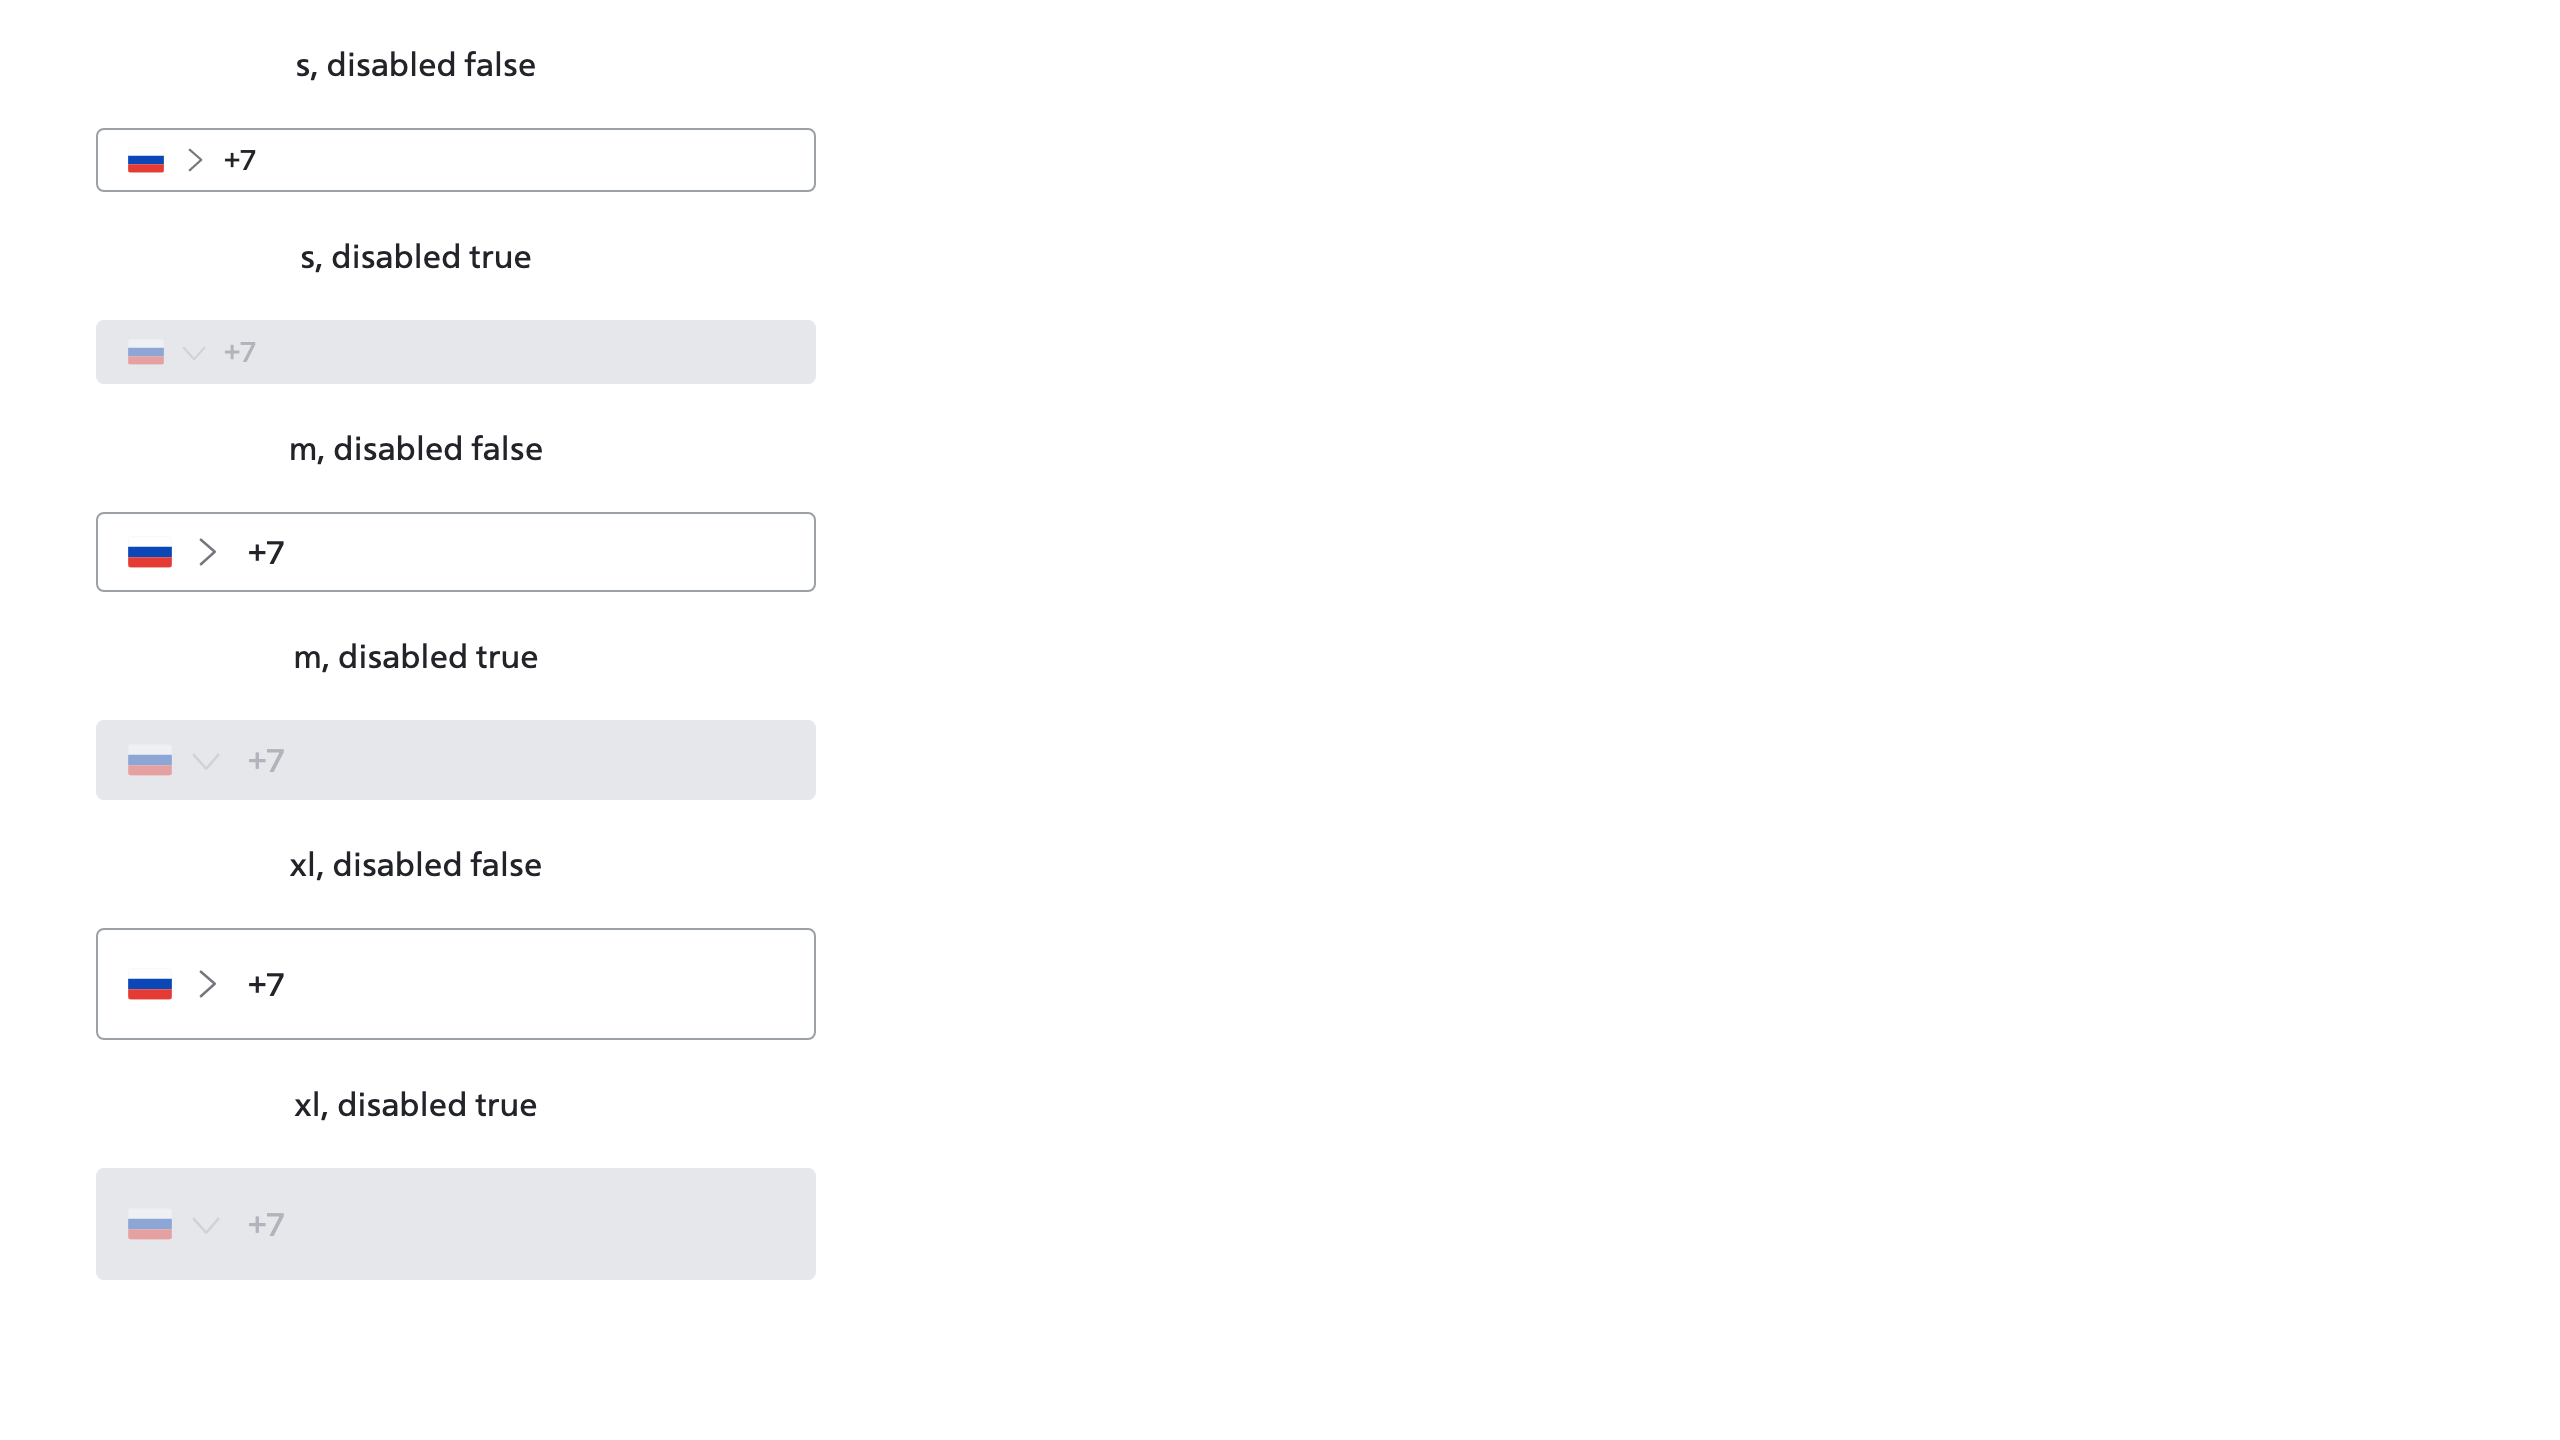 s, disabled false
+7
s, disabled true
+7
m, disabled false
+7
m, disabled true
+7
xl, disabled false
+7
xl, disabled true
+7